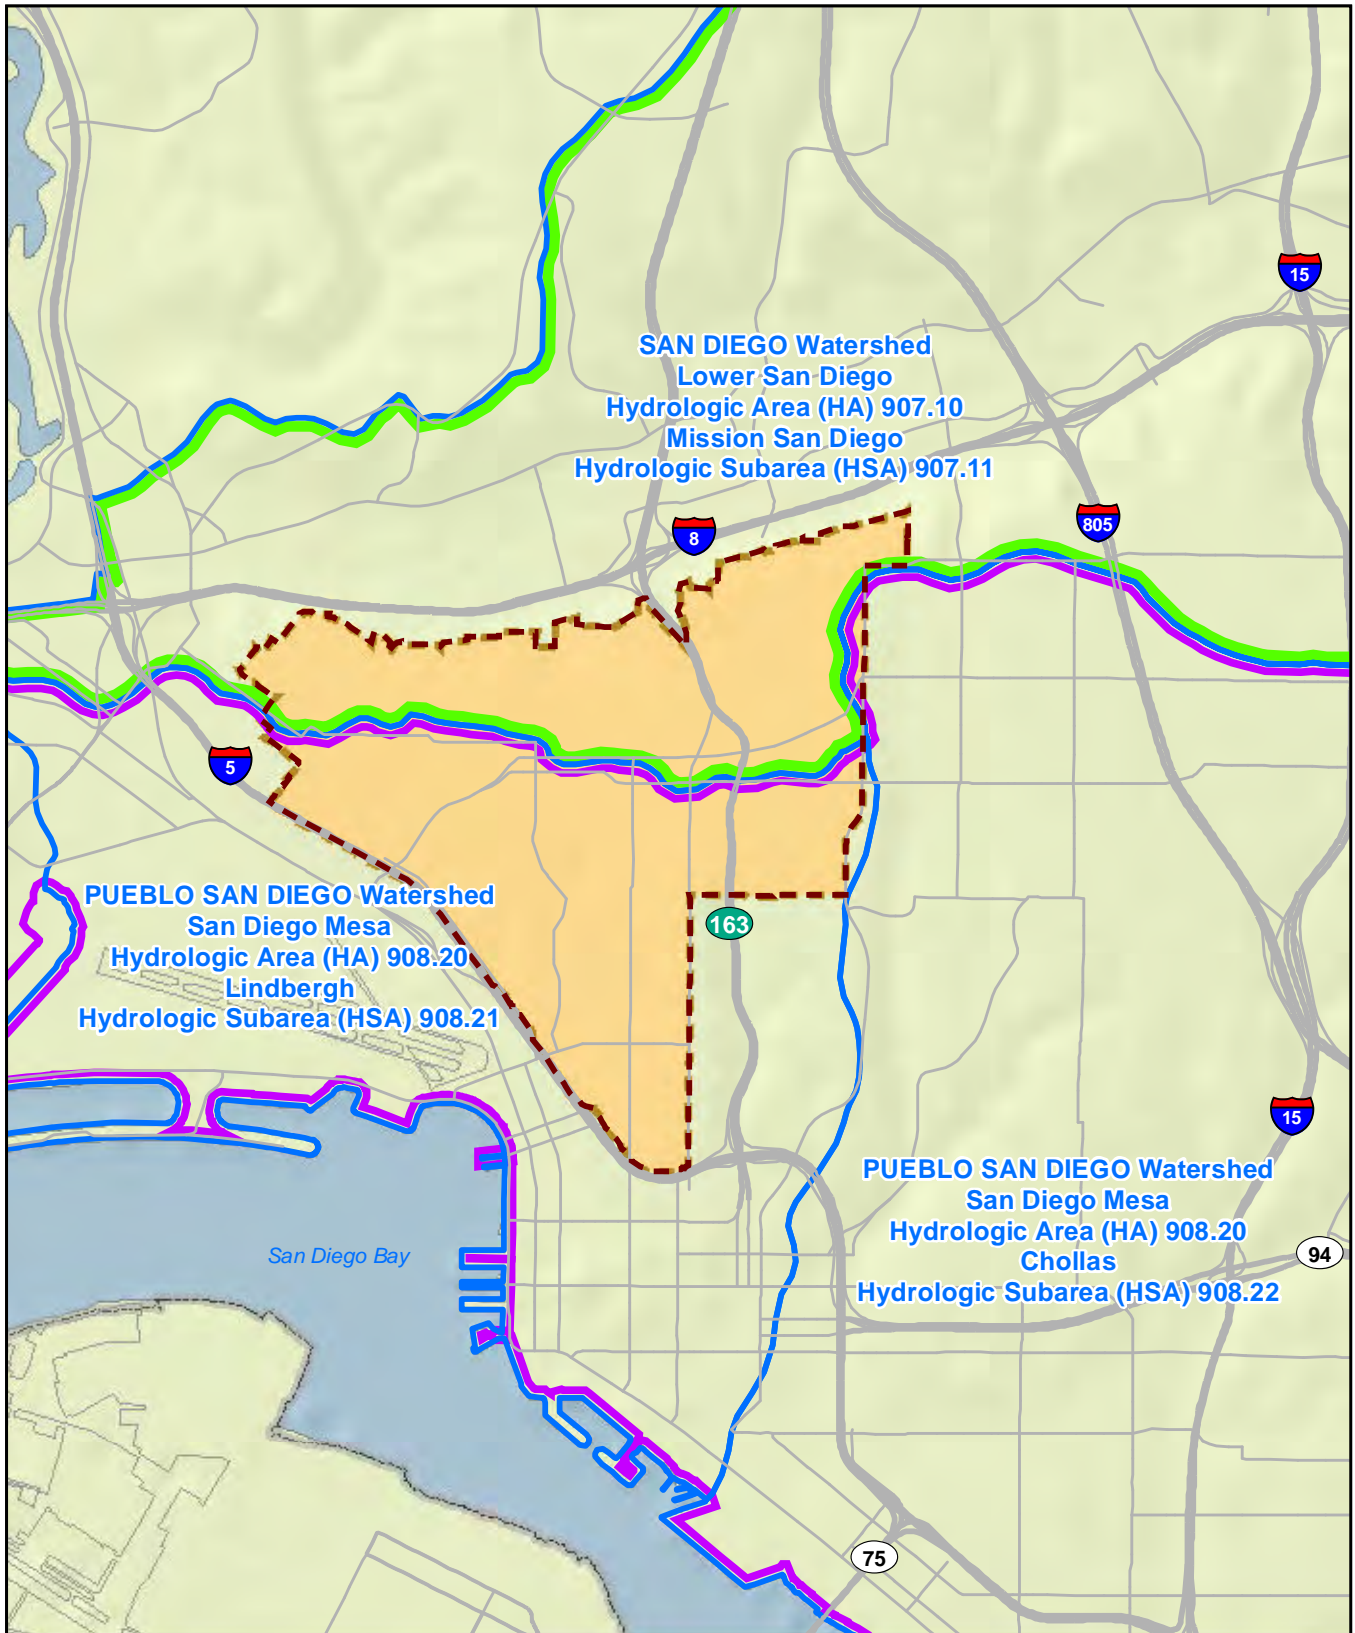 15
SAN DIEGO Watershed
Lower San Diego
Hydrologic Area (HA) 907.10
Mission San Diego
Hydrologic Subarea (HSA) 907.11
805
8
5
PUEBLO SAN DIEGO Watershed
San Diego Mesa
Hydrologic Area (HA) 908.20
Lindbergh
Hydrologic Subarea (HSA) 908.21
163
15
PUEBLO SAN DIEGO Watershed
San Diego Mesa
Hydrologic Area (HA) 908.20
Chollas
Hydrologic Subarea (HSA) 908.22
San Diego Bay
94
75